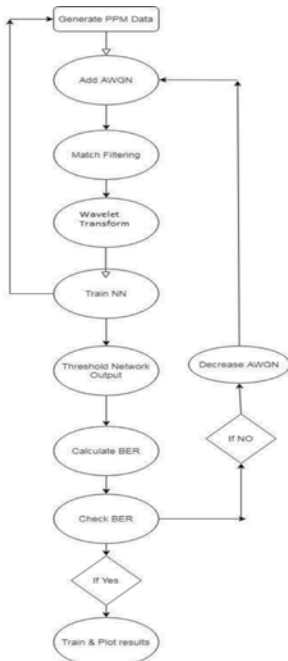 Generate PPM Data
Add AWGN
Match Filtering
Wavelet
Transform
Train NN
Threshold Network
Output
Decrease AWGN
If NO
Calculate BER
Check BER
If Yes
Train & Plot results